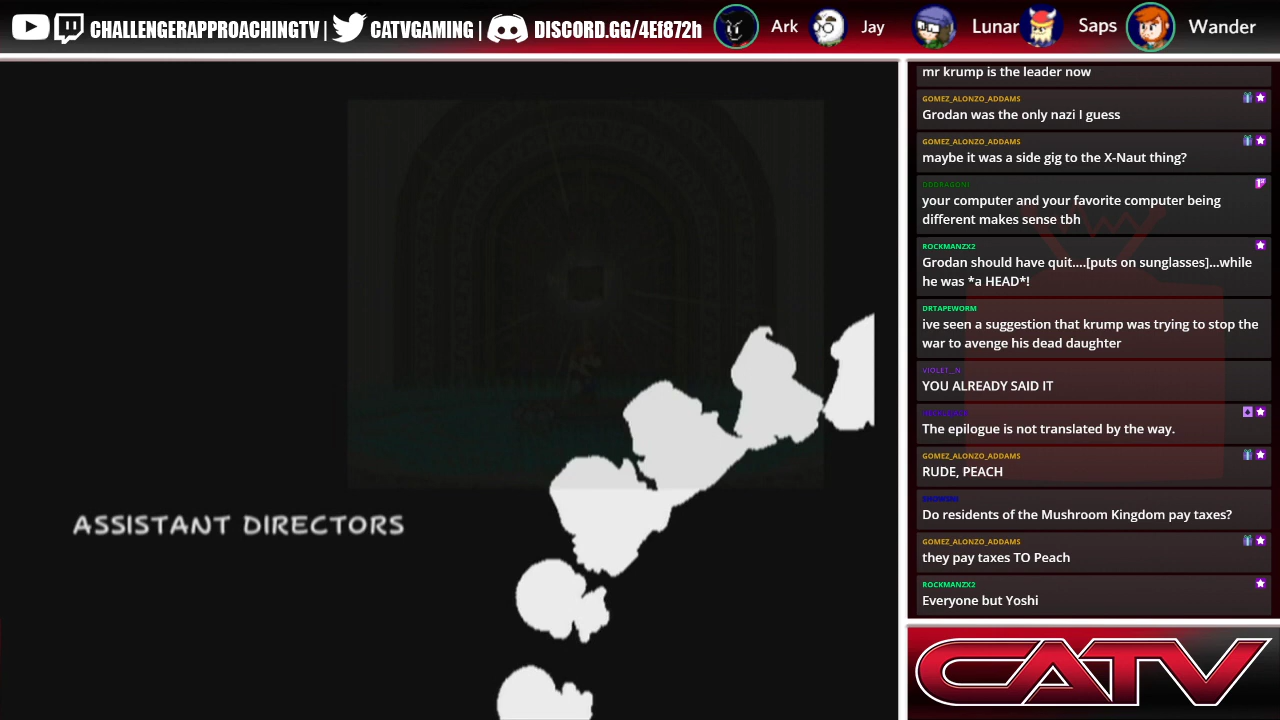 CHALLENGERAPPROACHINGTV | CATVGAMING | DISCORD.GG/4Ef872h Ark Jay Lunar Saps Wander
mr krump is the leader now
GOMEZ_ALONZO_ADDAMS
Grodan was the only nazi I guess
GOMEZ_ALONZO_ADDAMS
maybe it was a side gig to the X-Naut thing?
your computer and your favorite computer being
different makes sense tbh
ROCKMANZX2
Grodan should have quit....[puts on sunglasses]...while
he was *a HEAD*!
DRTAPEWORM
ive seen a suggestion that krump was trying to stop the
war to avenge his dead daughter
VIOLET__N
YOU ALREADY SAID IT
The epilogue is not translated by the way.
GOMEZ_ALONZO_ADDAMS
RUDE, PEACH
Do residents of the Mushroom Kingdom pay taxes?
GOMEZ_ALONZO_ADDAMS
they pay taxes TO Peach
ROCKMANZX2
Everyone but Yoshi
ASSISTANT DIRECTORS
CATV